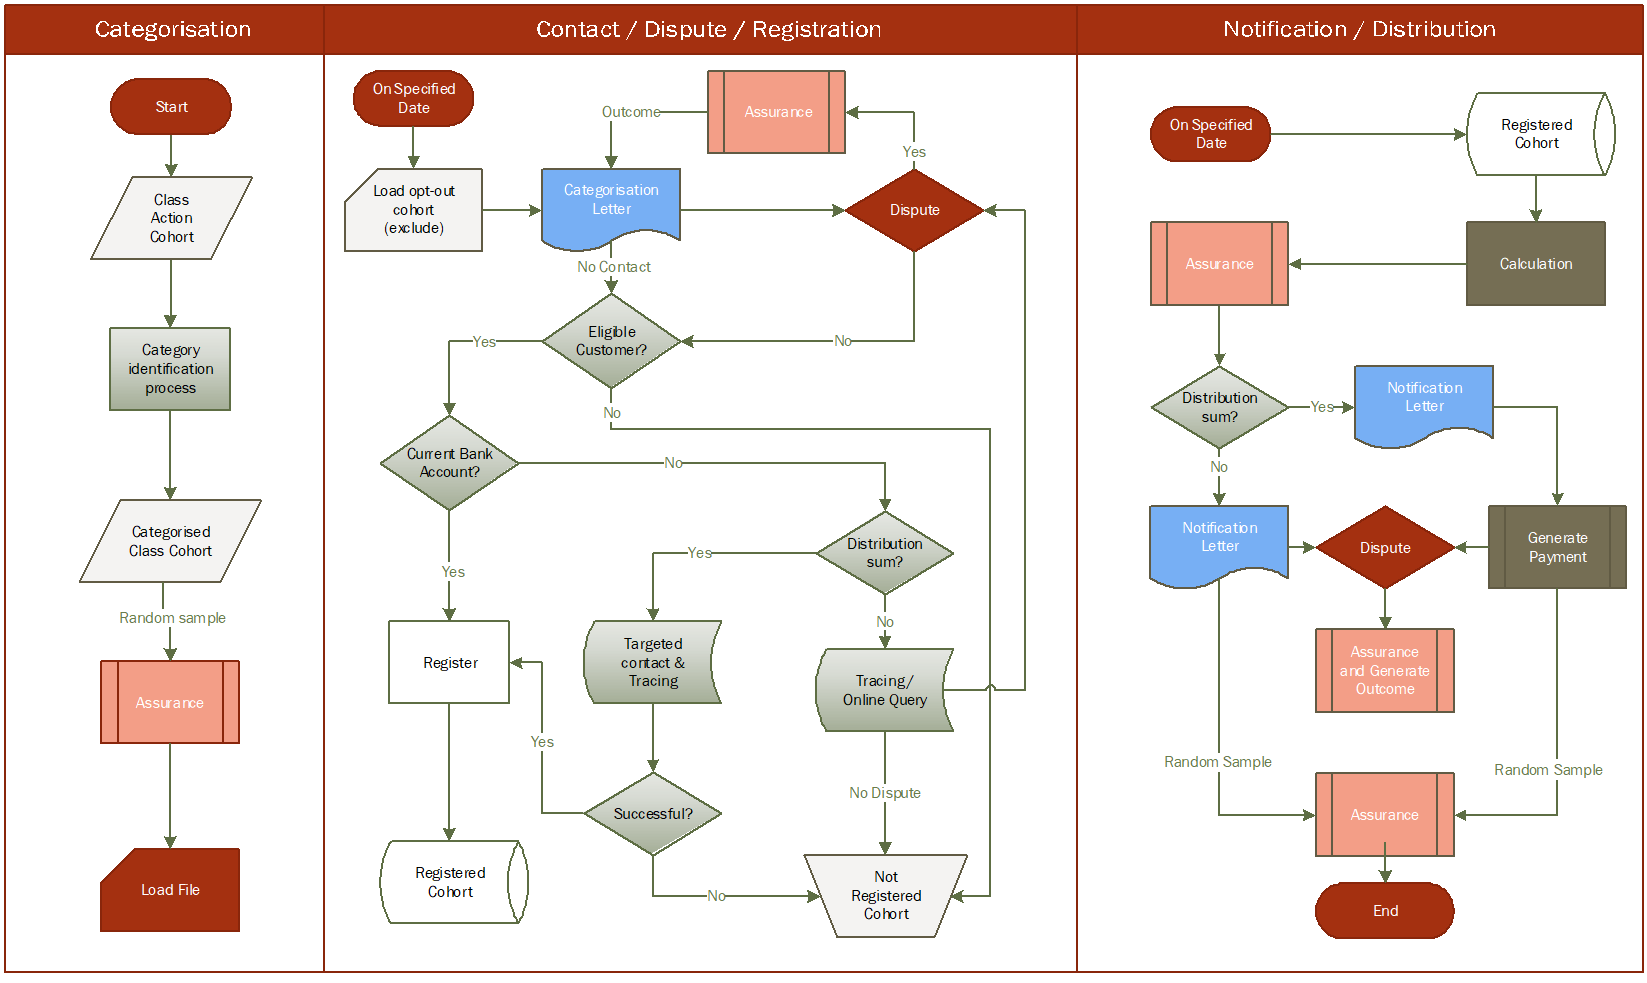 Categorisation
Contact / Dispute / Registration
Notification / Distribution
Start
Class
Action
Cohort
Category
identification
process
Categorised
Class Cohort
Random sample
Assurance
Load File
On Specified
Date
Outcome
Assurance
Yes
Load opt-out
cohort
(exclude)
Categorisation
Letter
Dispute
No Contact
Eligible
Customer?
Yes
No
No
Current Bank
Account?
No
Yes
Distribution
sum?
Yes
No
Register
Targeted
contact &
Tracing
Tracing/
Online Query
Yes
Successful?
No Dispute
Registered
Cohort
No
Not
Registered
Cohort
On Specified
Date
Registered
Cohort
Assurance
Calculation
Distribution
sum?
Yes
Notification
Letter
No
Notification
Letter
Dispute
Generate
Payment
Assurance
and Generate
Outcome
Random Sample
Random Sample
Assurance
End